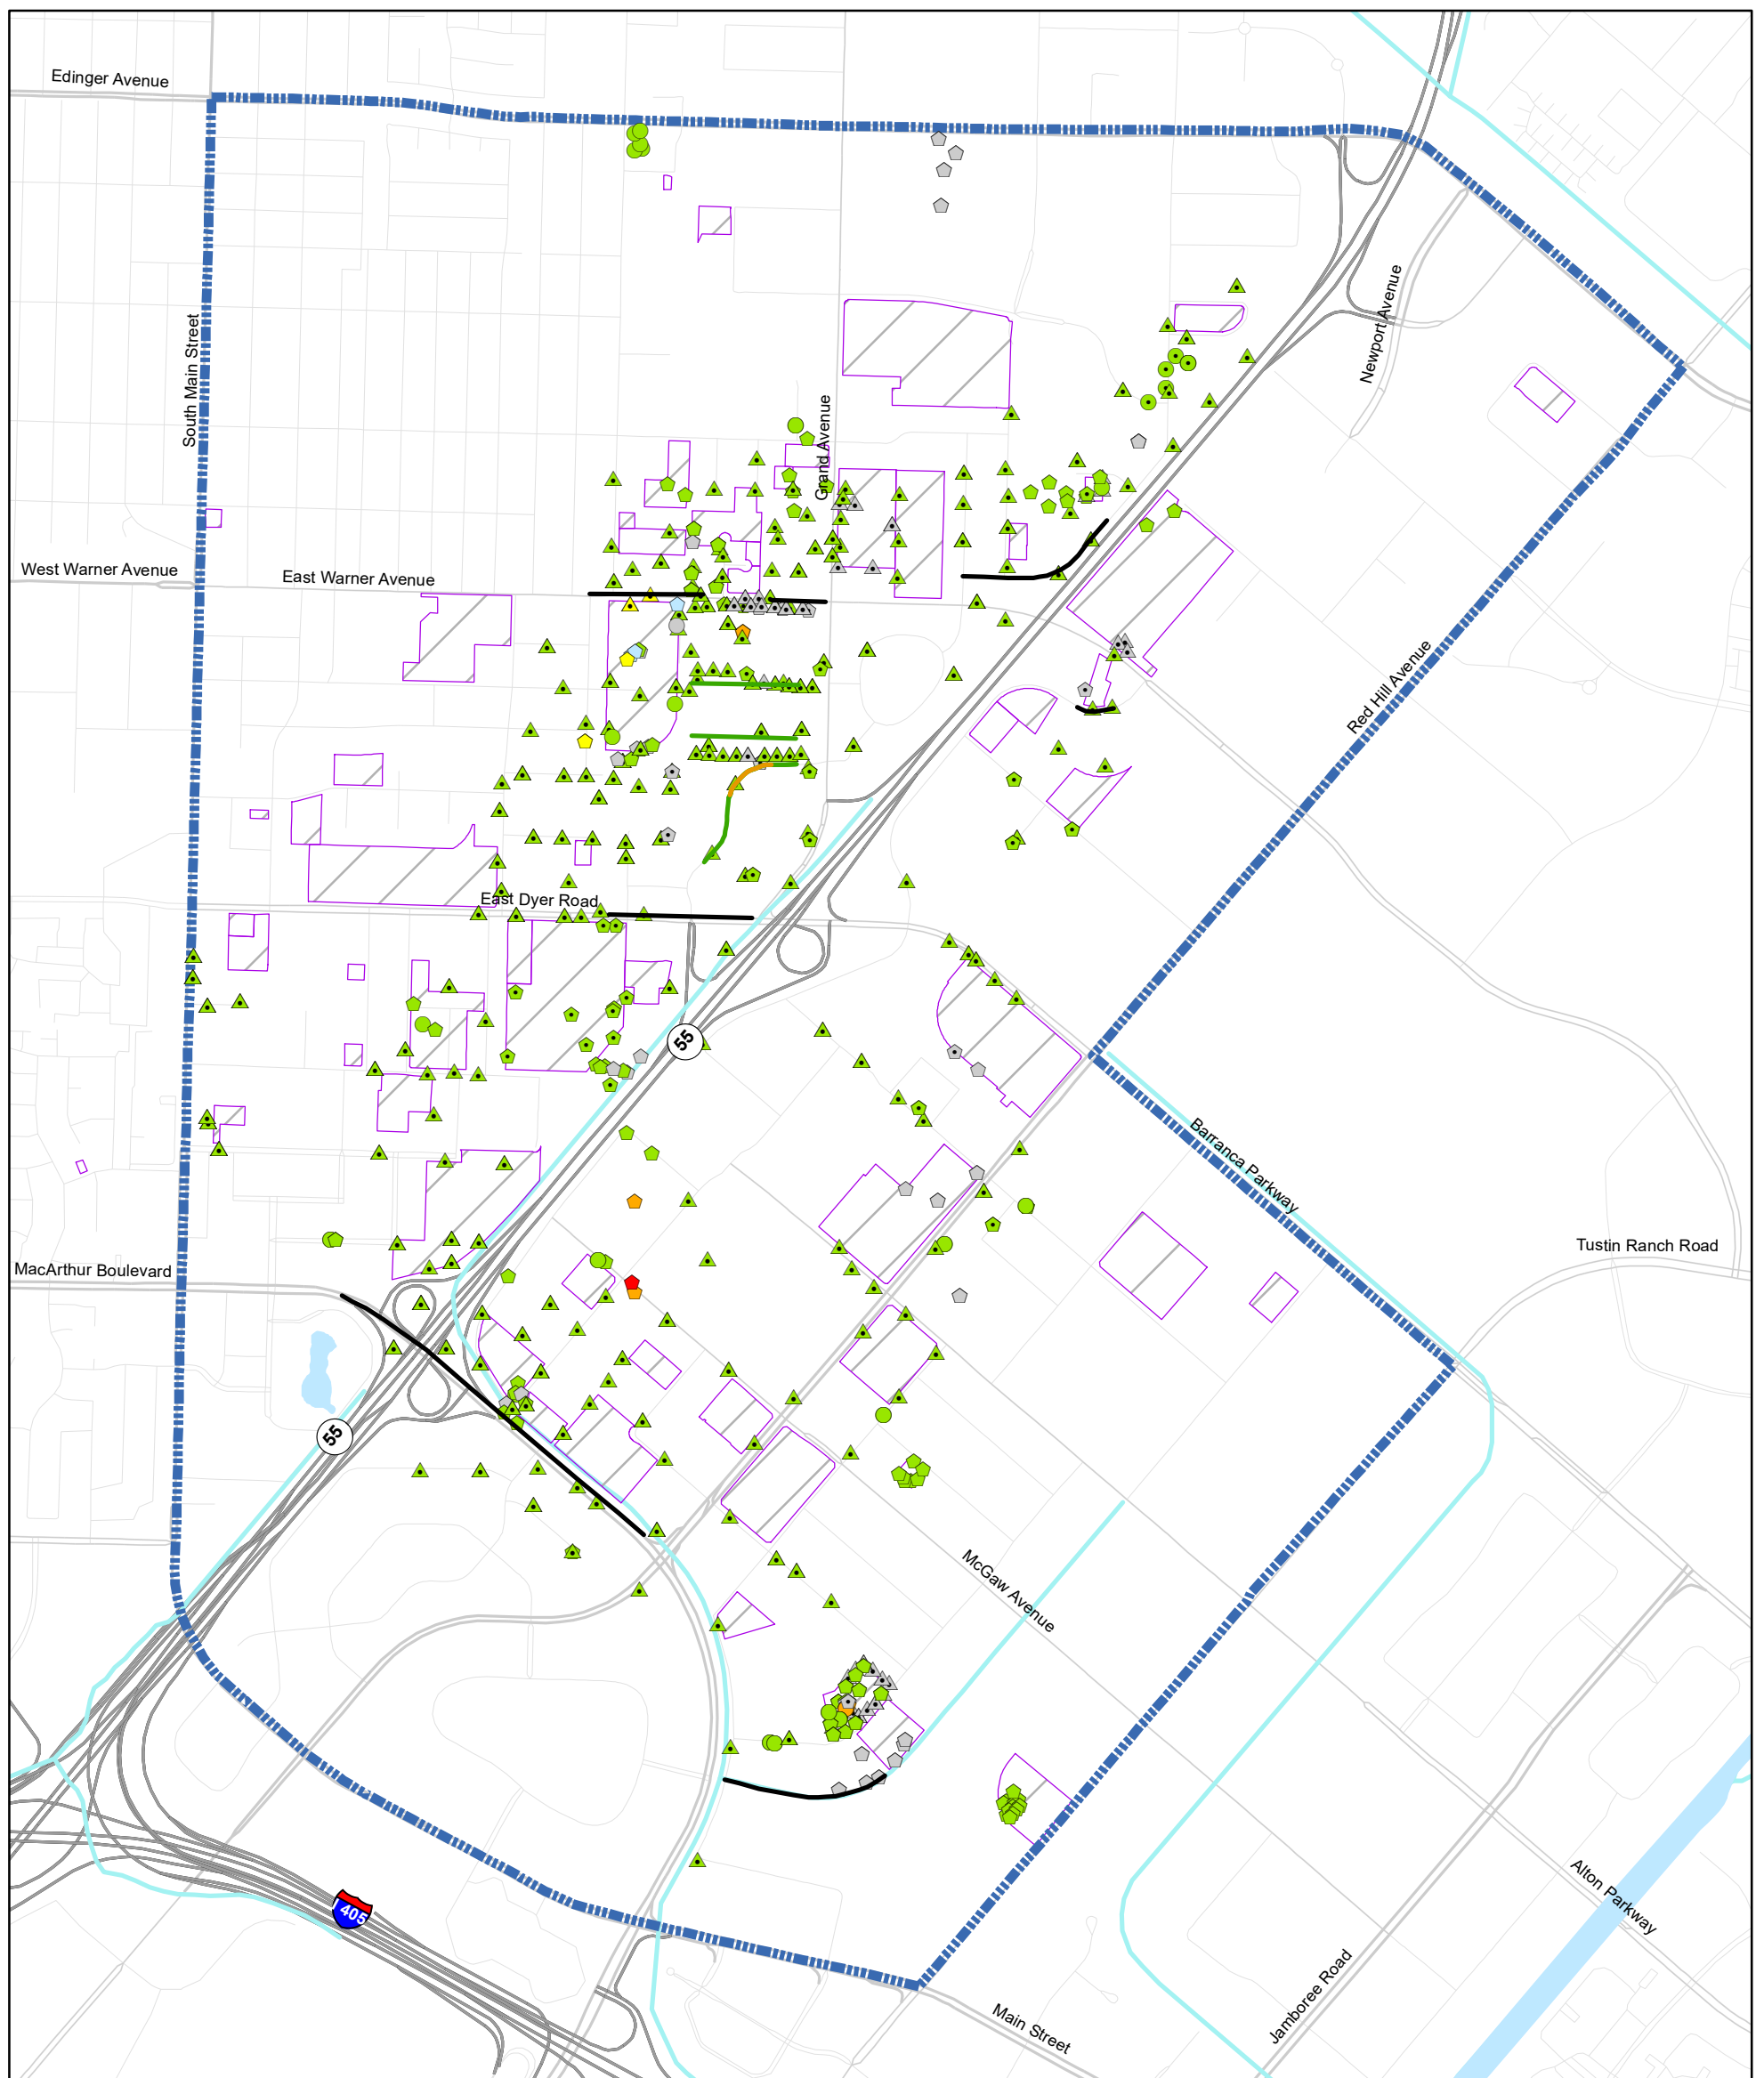 Edinger Avenue
Newport Avenue
South Main Street
Grand Avenue
West Warner Avenue
East Warner Avenue
Red Hill Avenue
East Dyer Road
55
Barranca Parkway
Tustin Ranch Road
MacArthur Boulevard
55
McGaw Avenue
Alton Parkway
405
Jamboree Road
Main Street